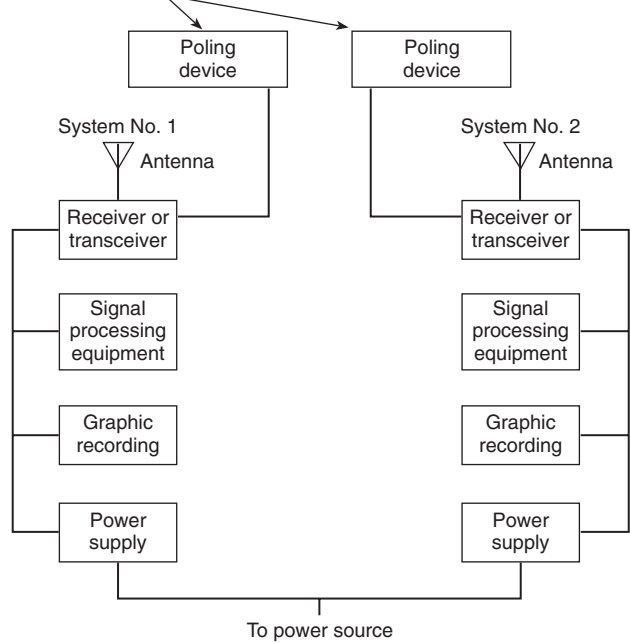 Poling
device
Poling
device
System No. 1
System No. 2
Antenna
Antenna
Receiver or
transceiver
Receiver or
transceiver
Signal
processing
equipment
Signal
processing
equipment
Graphic
recording
Graphic
recording
Power
supply
Power
supply
To power source